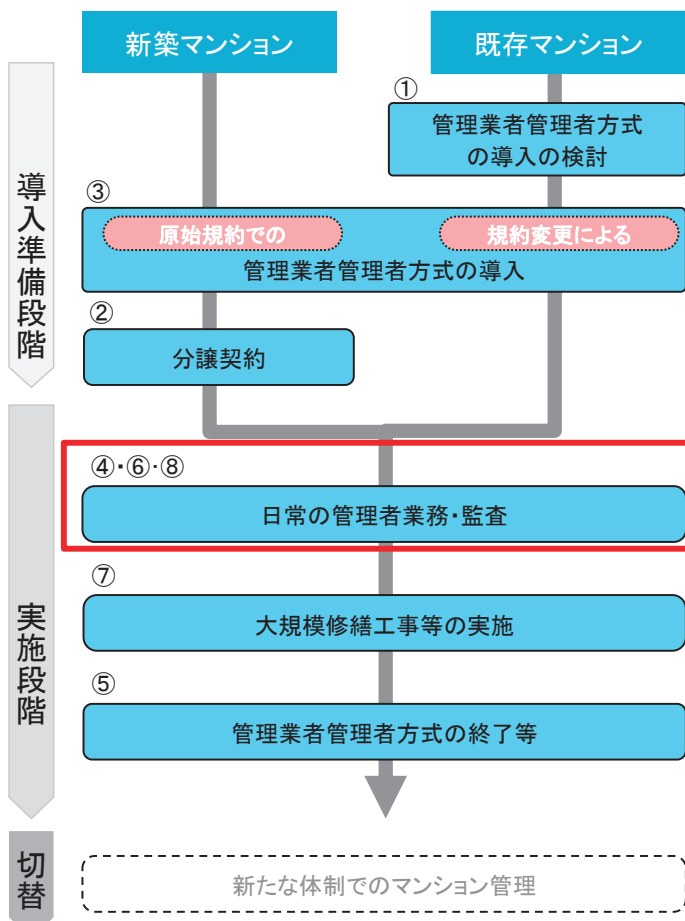 新築マンション
既存マンション
導入準備段階
①
管理業者管理者方式
の導入の検討
③
原始規約での
規約変更による
管理業者管理者方式の導入
②
分譲契約
実施段階
④・⑥・⑧
日常の管理者業務・監査
⑦
大規模修繕工事等の実施
⑤
管理業者管理者方式の終了等
切替
新たな体制でのマンション管理